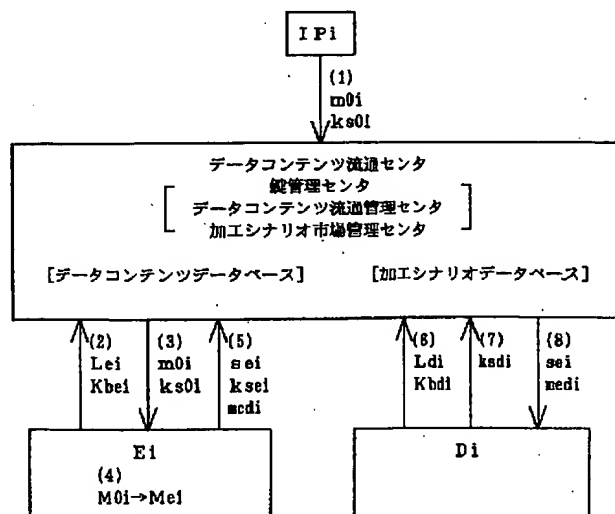 IPi
(1)
m0i
ks0i
データコンテンツ流通センタ
鍵管理センタ
データコンテンツ流通管理センタ
加工シナリオ市場管理センタ
[データコンテンツデータベース] [加工シナリオデータベース]
(2)
Lei
Kbei
(3)
m0i
ks0i
(5)
sei
ksei
mcdi
(6)
Ldi
Kbdi
(7)
ksdi
(8)
sei
medi
Ei
(4)
M0i→Mei
Di